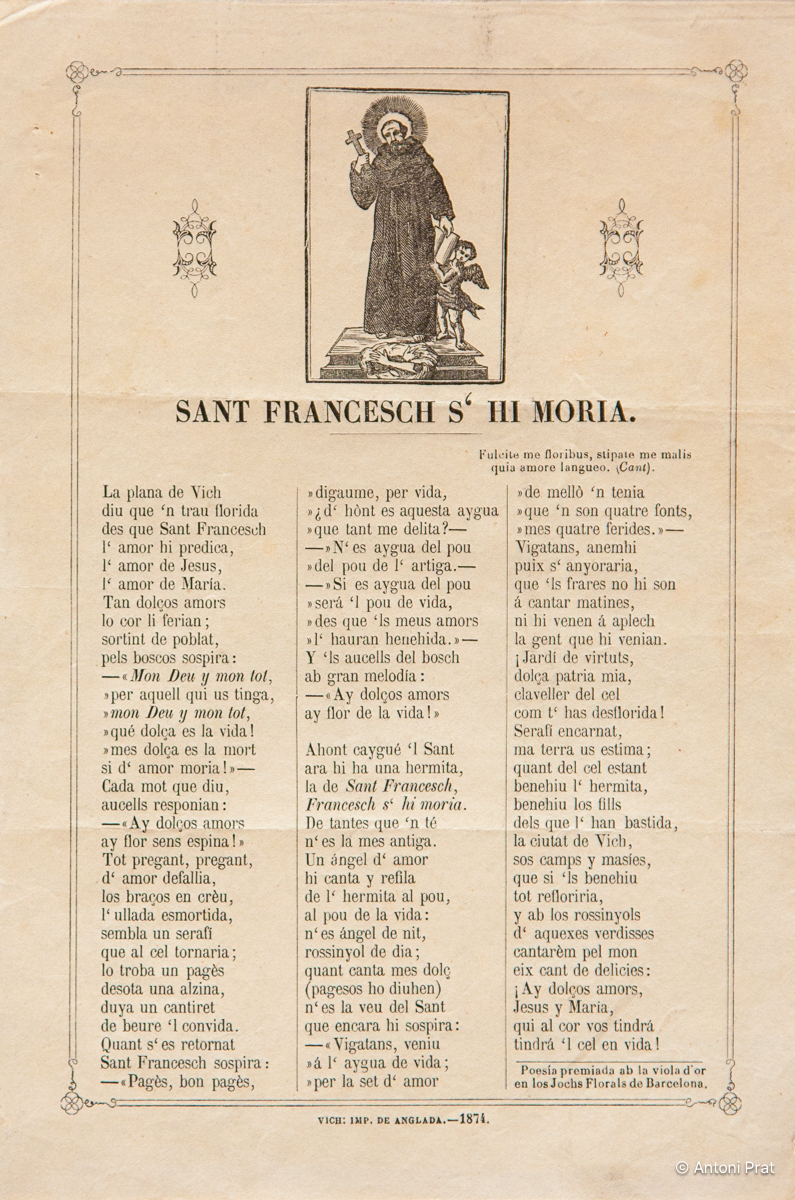 SANT FRANCESCH S‘ HI MORIA.
Fulcite me floribus, stipate me malis
quia amore langueo. (Cant).
La plana de Vich
diu que ‘n trau florida
des que Sant Francesch
l‘ amor hi predica,
l‘ amor de Jesus,
l‘ amor de María.
Tan dolços amors
lo cor li ferian;
sortint de poblat,
pels boscos sospira:
—«Mon Deu y mon tot,
»per aquell qui us tinga,
»mon Deu y mon tot,
»qué dolça es la vida!
»mes dolça es la mort
si d‘ amor moria!»—
Cada mot que diu,
aucells responian:
—«Ay dolços amors
ay flor sens espina!»
Tot pregant, pregant,
d‘ amor defallia,
los braços en crèu,
l‘ ullada esmortida,
sembla un serafí
que al cel tornaria;
lo troba un pagès
desota una alzina,
duya un cantiret
de beure ‘l convida.
Quant s‘ es retornat
Sant Francesch sospira:
—«Pagès, bon pagès,
»digaume, per vida,
»¿d‘ hònt es aquesta aygua
»que tant me delita?—
—»N‘ es aygua del pou
»del pou de l‘ artiga.—
—»Si es aygua del pou
»será ‘l pou de vida,
»des que ‘ls meus amors
»l‘ hauran benehida.»—
Y ‘ls aucells del bosch
ab gran melodía:
—«Ay dolços amors
ay flor de la vida!»
Ahont caygué ‘l Sant
ara hi ha una hermita,
la de Sant Francesch,
Francesch s‘ hi moria.
De tantes que ‘n té
n‘ es la mes antiga.
Un ángel d‘ amor
hi canta y refila
de l‘ hermita al pou,
al pou de la vida:
n‘ es ángel de nit,
rossinyol de dia;
quant canta mes dolç
(pagesos ho diuhen)
n‘ es la veu del Sant
que encara hi sospira:
—«Vigatans, veniu
»á l‘ aygua de vida;
»per la set d‘ amor
»de mellò ‘n tenia
»que ‘n son quatre fonts,
»mes quatre ferides.»—
Vigatans, anemhi
puix s‘ anyoraria,
que ‘ls frares no hi son
á cantar matines,
ni hi venen á aplech
la gent que hi venian.
¡Jardí de virtuts,
dolça patria mia,
claveller del cel
com t‘ has desflorida!
Serafí encarnat,
ma terra us estima;
quant del cel estant
benehiu l‘ hermita,
benehiu los fills
dels que l‘ han bastida,
la ciutat de Vich,
sos camps y masíes,
que si ‘ls benehiu
tot refloriria,
y ab los rossinyols
d‘ aquexes verdisses
cantarèm pel mon
eix cant de delicies:
¡Ay dolços amors,
Jesus y María,
qui al cor vos tindrá
tindrá ‘l cel en vida!
Poesía premiada ab la viola d'or
en los Jochs Florals de Barcelona.
VICH: IMP. DE ANGLADA.—1874.
© Antoni Prat